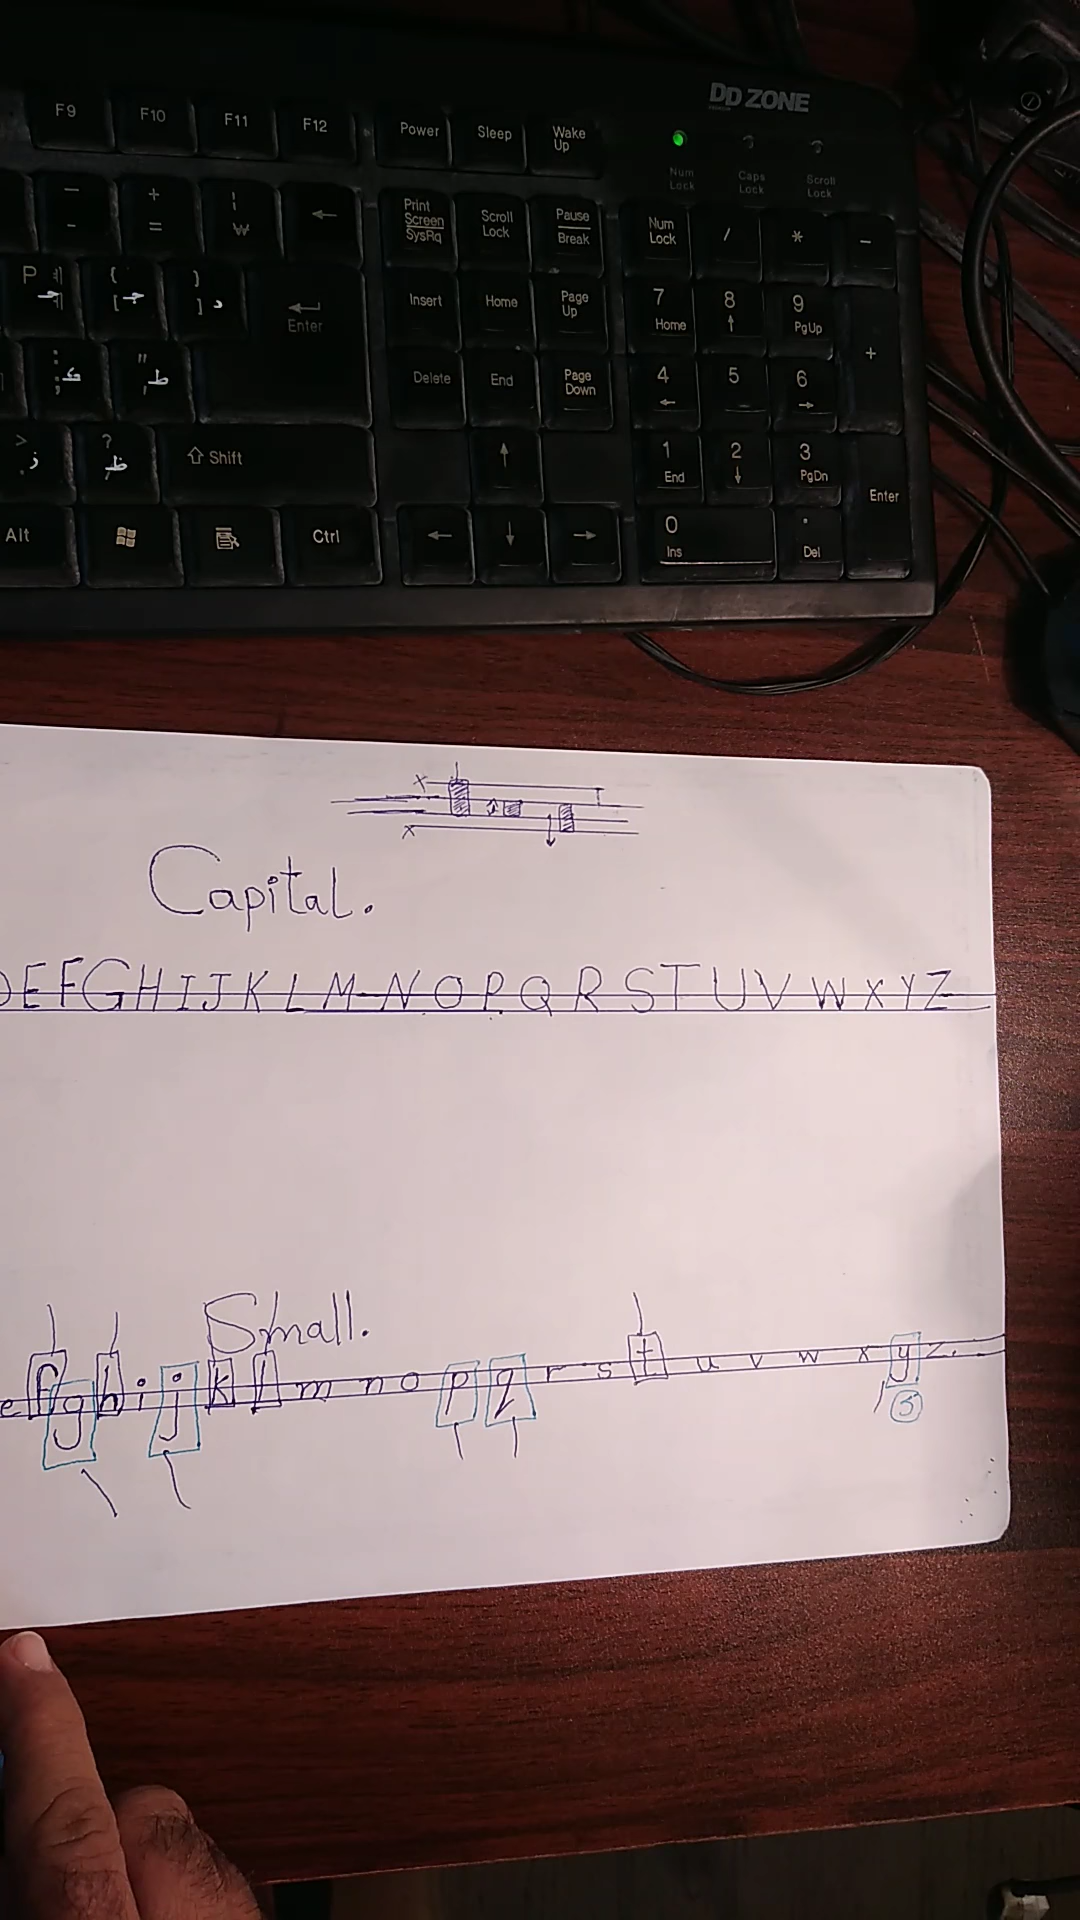 DD ZONE
F9 F10 F11 F12 Power Sleep Wake Up
Num Lock Caps Lock Scroll Lock
— - + = ¦ ₩ ← Print Screen SysRq Scroll Lock Pause Break Num Lock / * -
P ㅔ ㅖ ح { [ ج } ] د Enter Insert Home Page Up 7 Home 8 ↑ 9 PgUp +
: ; ك " ' ط Delete End Page Down 4 ← 5 6 →
> . ز ? / ظ ⇧ Shift ↑ 1 End 2 ↓ 3 PgDn Enter
Alt Ctrl ← ↓ → 0 Ins . Del
x
x
Capital.
D E F G H I J K L M N O P Q R S T U V W X Y Z
Small.
e f g h i j k l m n o p q r s t u v w x y z.
5